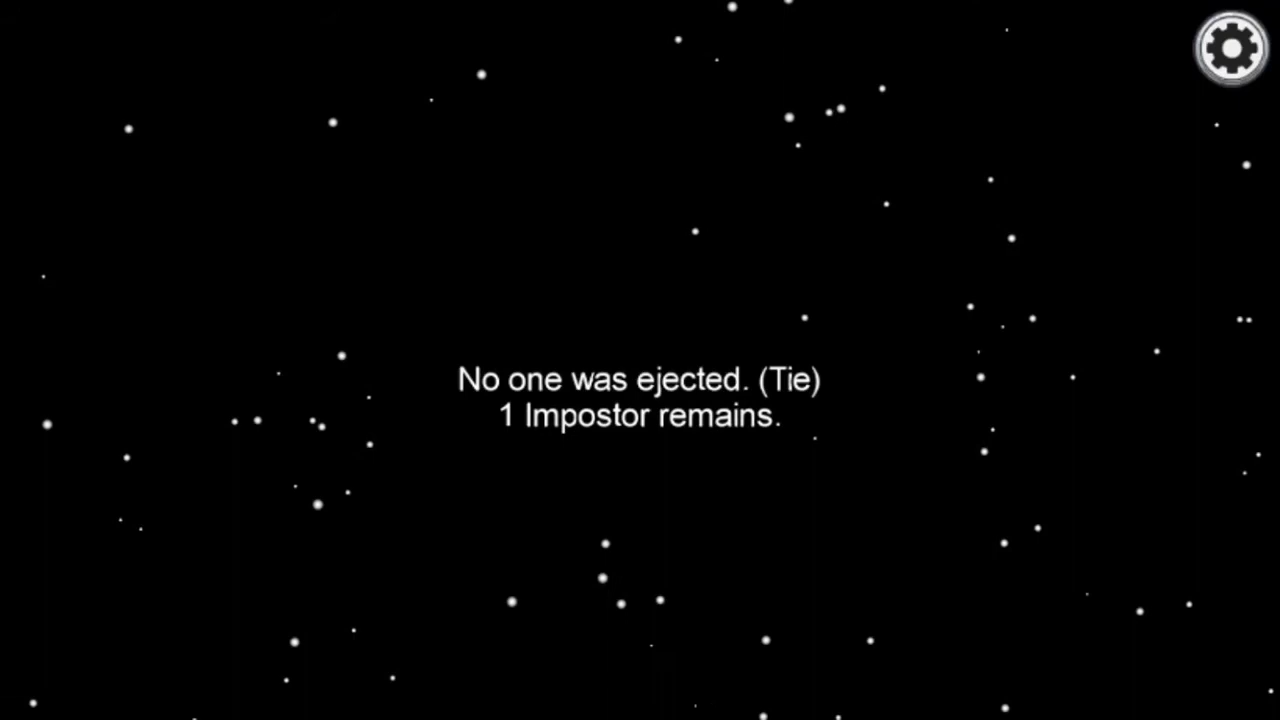 No one was ejected. (Tie)
1 Impostor remains.